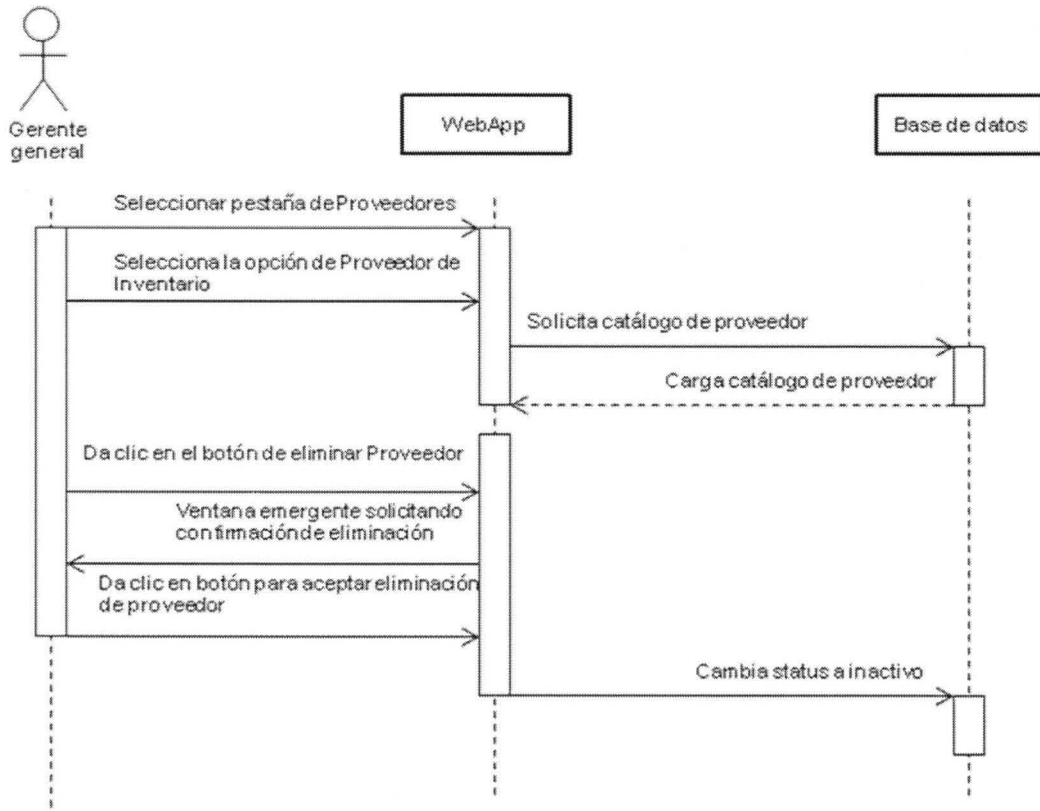 Gerente
general
WebApp
Base de datos
Seleccionar pestaña de Proveedores
Selecciona la opción de Proveedor de
Inventario
Solicita catálogo de proveedor
Carga catálogo de proveedor
Da clic en el botón de eliminar Proveedor
Ventana emergente solicitando
confirmación de eliminación
Da clic en botón para aceptar eliminación
de proveedor
Cambia status a inactivo